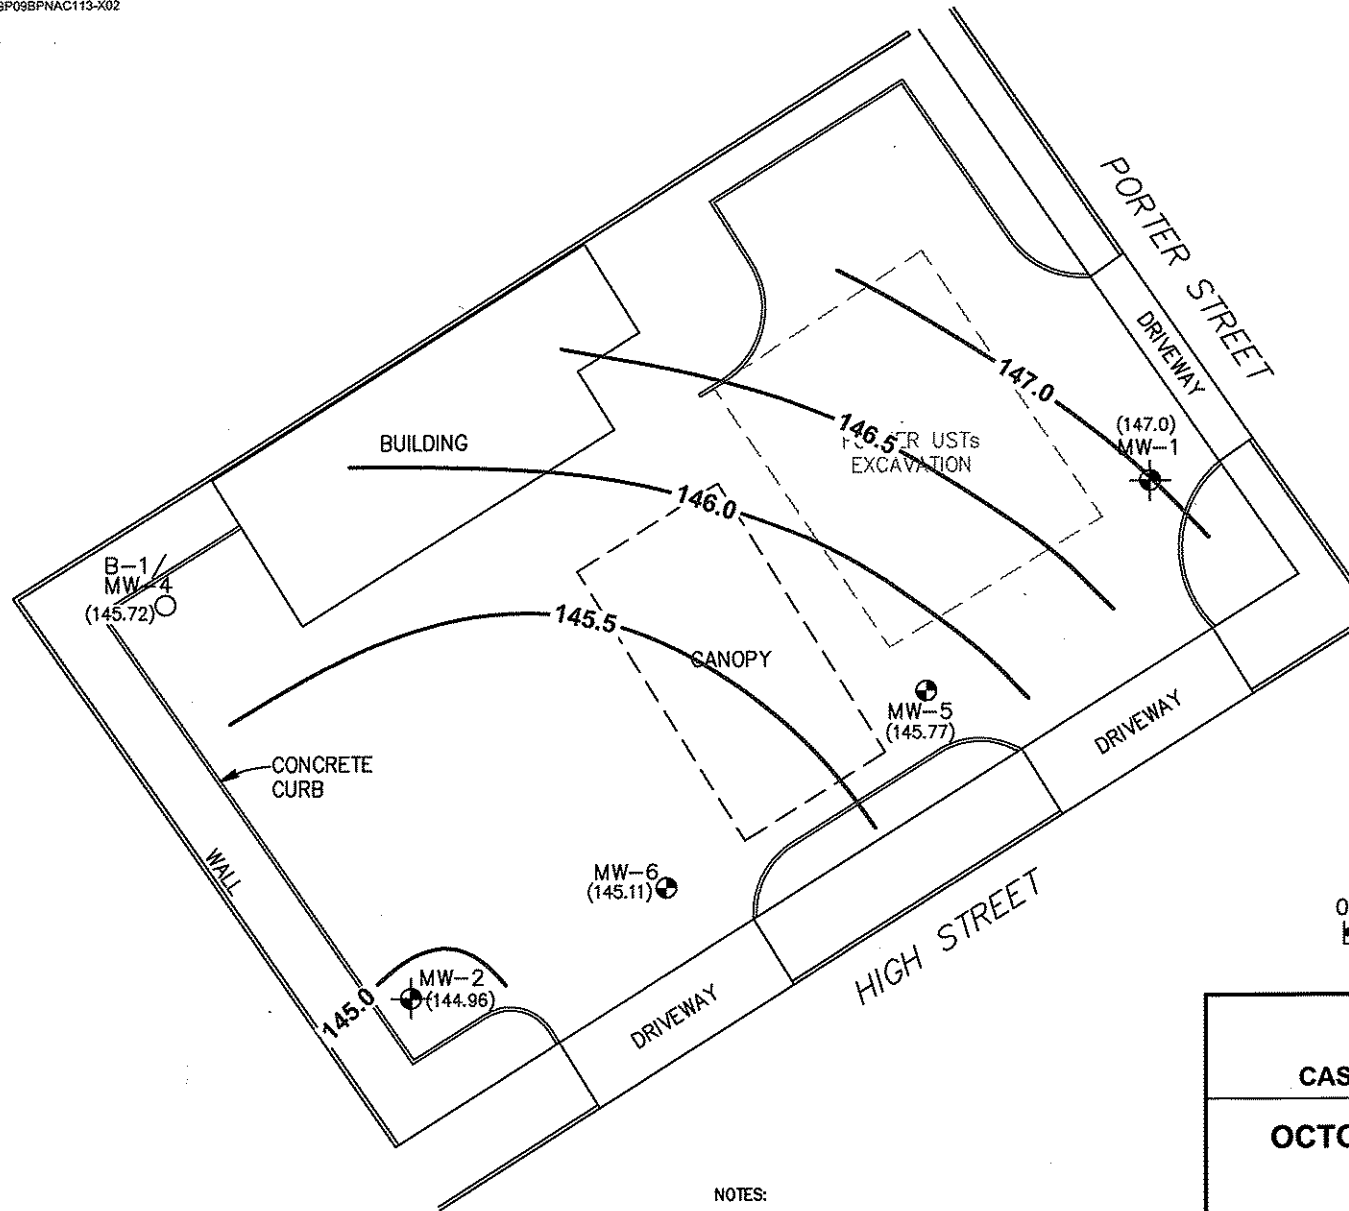 PORTER STREET
DRIVEWAY
147.0
(147.0)
MW-1
146.5
USTs
EXCAVATION
BUILDING
146.0
B-1/
MW-4
(145.72)
145.5
CANOPY
MW-5
(145.77)
DRIVEWAY
CONCRETE
CURB
WALL
MW-6
(145.11)
HIGH STREET
MW-2
(144.96)
145.0
DRIVEWAY
CAS
OCTO
NOTES: